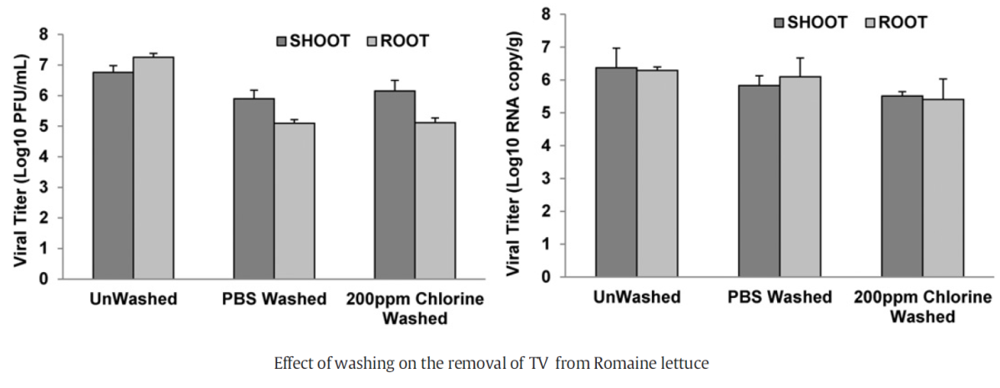 Viral Titer (Log10 PFU/mL)
8
7
6
5
4
3
2
1
0
SHOOT ROOT
UnWashed PBS Washed 200ppm Chlorine
Washed
Viral Titer (Log10 RNA copy/g)
8
7
6
5
4
3
2
1
0
SHOOT ROOT
UnWashed PBS Washed 200ppm Chlorine
Washed
Effect of washing on the removal of TV from Romaine lettuce